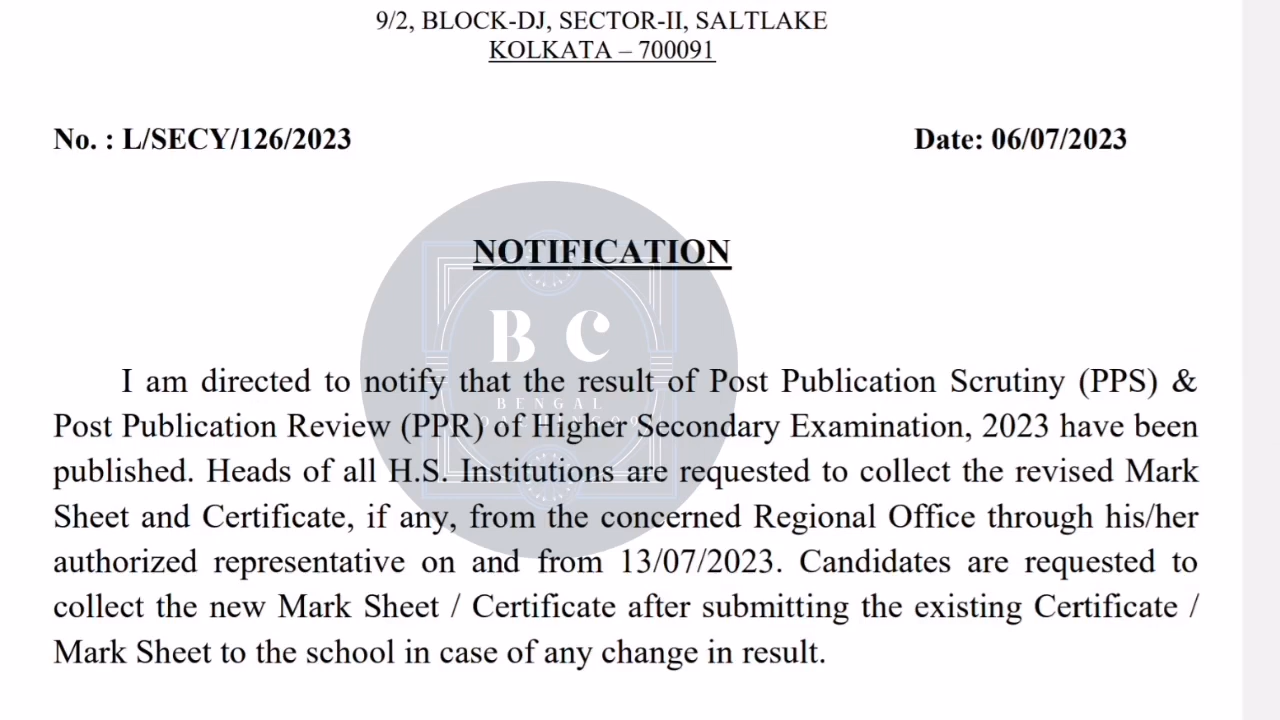 9/2, BLOCK-DJ, SECTOR-II, SALTLAKE
KOLKATA – 700091
No. : L/SECY/126/2023
Date: 06/07/2023
NOTIFICATION
B C
BENGAL
I am directed to notify that the result of Post Publication Scrutiny (PPS) &
Post Publication Review (PPR) of Higher Secondary Examination, 2023 have been
published. Heads of all H.S. Institutions are requested to collect the revised Mark
Sheet and Certificate, if any, from the concerned Regional Office through his/her
authorized representative on and from 13/07/2023. Candidates are requested to
collect the new Mark Sheet / Certificate after submitting the existing Certificate /
Mark Sheet to the school in case of any change in result.